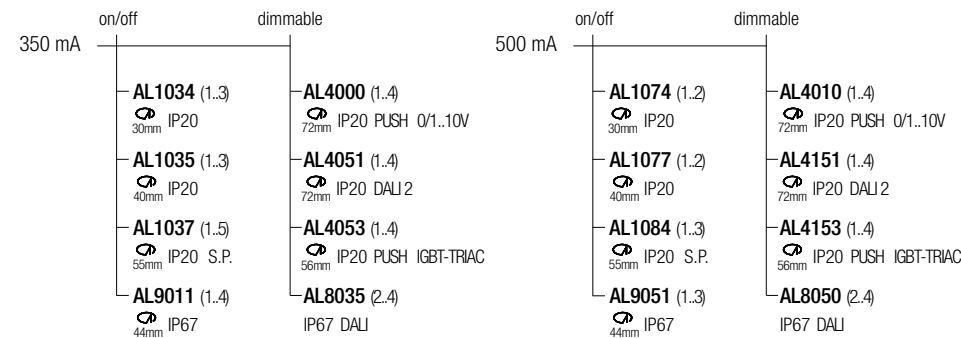 on/off dimmable
350 mA
AL1034 (1..3) AL4000 (1..4)
30mm IP20 72mm IP20 PUSH 0/1..10V
AL1035 (1..3) AL4051 (1..4)
40mm IP20 72mm IP20 DALI 2
AL1037 (1..5) AL4053 (1..4)
55mm IP20 S.P. 56mm IP20 PUSH IGBT-TRIAC
AL9011 (1..4) AL8035 (2..4)
44mm IP67 IP67 DALI
on/off dimmable
500 mA
AL1074 (1..2) AL4010 (1..4)
30mm IP20 72mm IP20 PUSH 0/1..10V
AL1077 (1..2) AL4151 (1..4)
40mm IP20 72mm IP20 DALI 2
AL1084 (1..3) AL4153 (1..4)
55mm IP20 S.P. 56mm IP20 PUSH IGBT-TRIAC
AL9051 (1..3) AL8050 (2..4)
44mm IP67 IP67 DALI